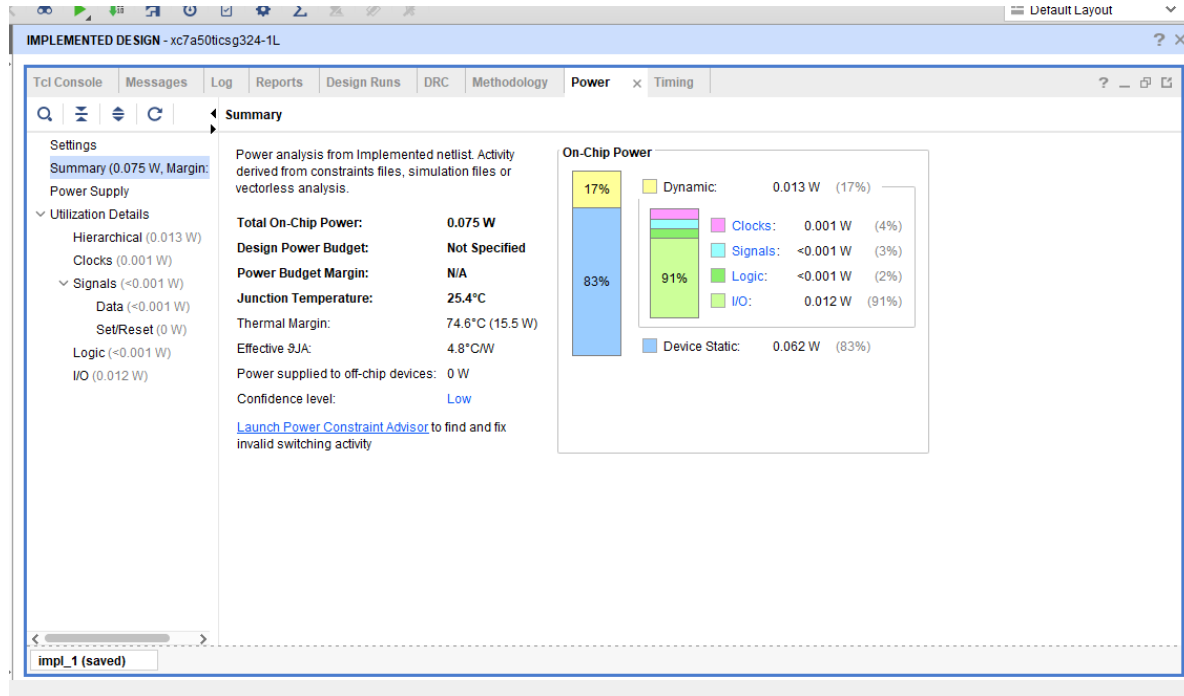 Default Layout
IMPLEMENTED DESIGN - xc7a50ticsg324-1L
Tcl Console Messages Log Reports Design Runs DRC Methodology Power Timing
Summary
Settings
Summary (0.075 W, Margin:
Power Supply
Utilization Details
Hierarchical (0.013 W)
Clocks (0.001 W)
Signals (<0.001 W)
Data (<0.001 W)
Set/Reset (0 W)
Logic (<0.001 W)
I/O (0.012 W)
Power analysis from Implemented netlist. Activity
derived from constraints files, simulation files or
vectorless analysis.
Total On-Chip Power: 0.075 W
Design Power Budget: Not Specified
Power Budget Margin: N/A
Junction Temperature: 25.4°C
Thermal Margin: 74.6°C (15.5 W)
Effective ϑJA: 4.8°C/W
Power supplied to off-chip devices: 0 W
Confidence level: Low
Launch Power Constraint Advisor to find and fix
invalid switching activity
On-Chip Power
17%
83%
Dynamic: 0.013 W (17%)
91%
Clocks: 0.001 W (4%)
Signals: <0.001 W (3%)
Logic: <0.001 W (2%)
I/O: 0.012 W (91%)
Device Static: 0.062 W (83%)
impl_1 (saved)